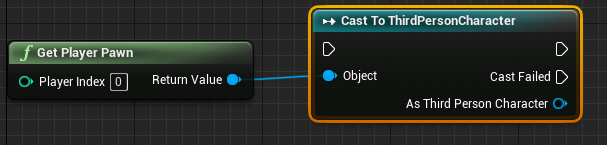 Get Player Pawn
Player Index 0
Return Value
Cast To ThirdPersonCharacter
Object
Cast Failed
As Third Person Character